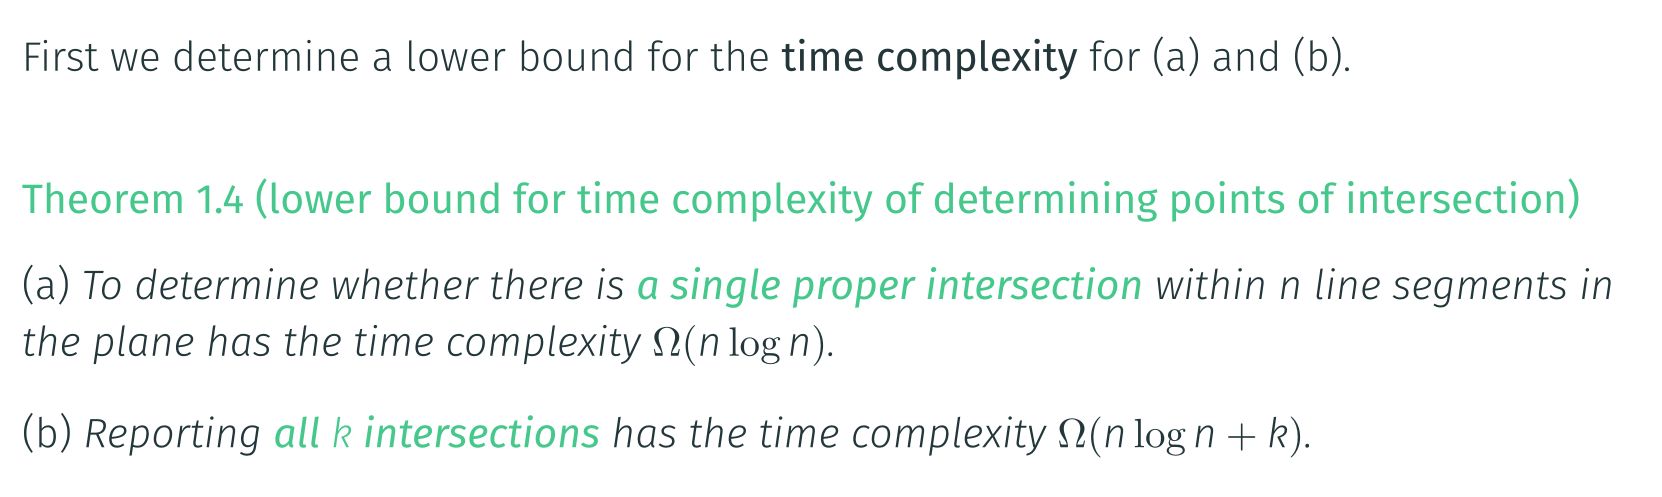 First we determine a lower bound for the time complexity for (a) and (b).
Theorem 1.4 (lower bound for time complexity of determining points of intersection)
(a) To determine whether there is a single proper intersection within n line segments in
the plane has the time complexity Ω(n log n).
(b) Reporting all k intersections has the time complexity Ω(n log n + k).